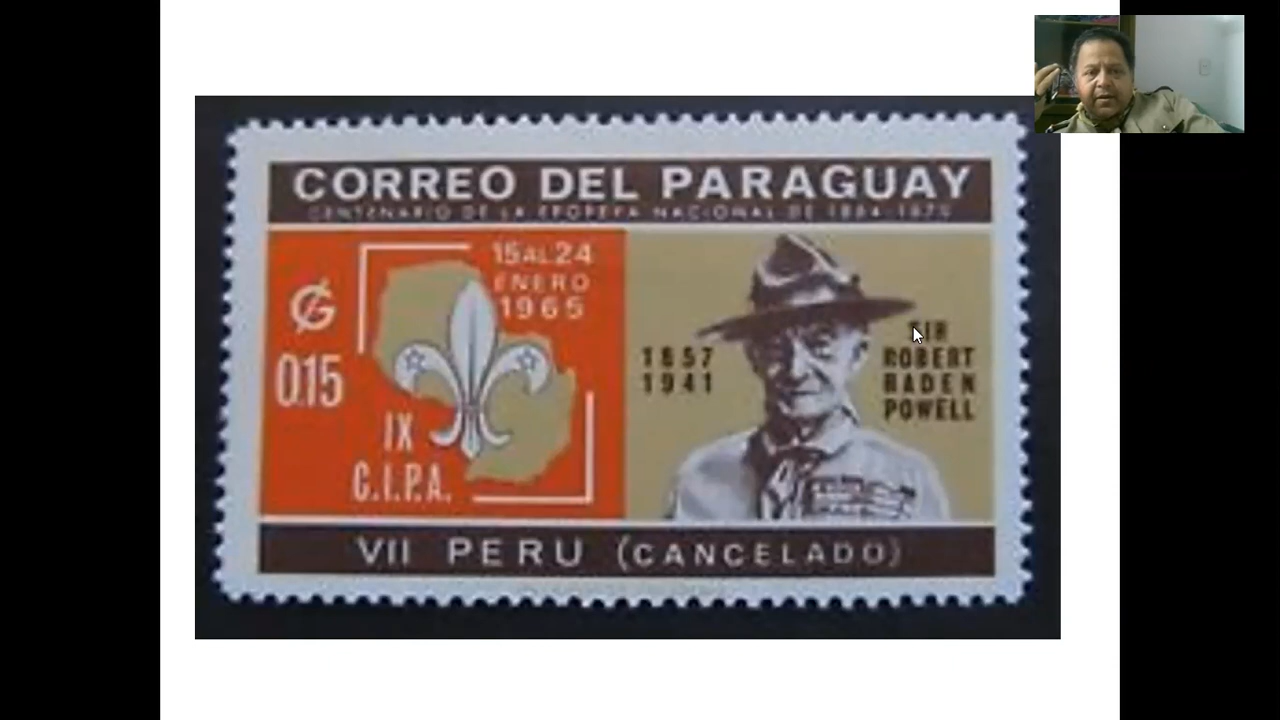 CORREO DEL PARAGUAY
CENTENARIO DE LA EPOPEYA NACIONAL DE 1864-1870
15 AL 24
ENERO
1965
G
0.15
IX
C.I.P.A.
1857
1941
SIR
ROBERT
BADEN
POWELL
VII PERU (CANCELADO)